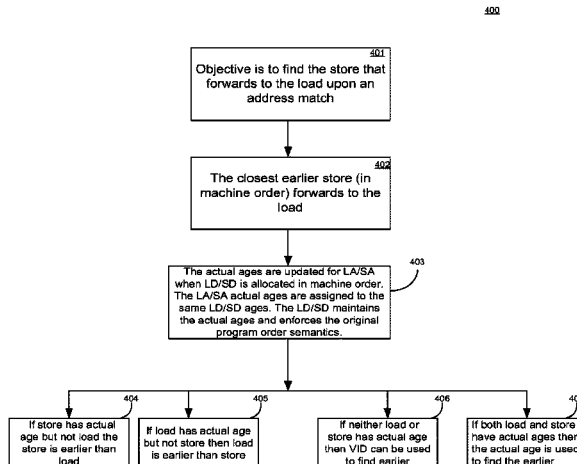 400
401
Objective is to find the store that
forwards to the load upon an
address match
402
The closest earlier store (in
machine order) forwards to the
load
403
The actual ages are updated for LA/SA
when LD/SD is allocated in machine order.
The LA/SA actual ages are assigned to the
same LD/SD ages. The LD/SD maintains
the actual ages and enforces the original
program order semantics.
404
If store has actual
age but not load the
store is earlier than
load
405
If load has actual age
but not store then load
is earlier than store
406
If neither load or
store has actual age
then VID can be used
to find earlier
If both load and store
have actual ages then
the actual age is used
to find the earlier